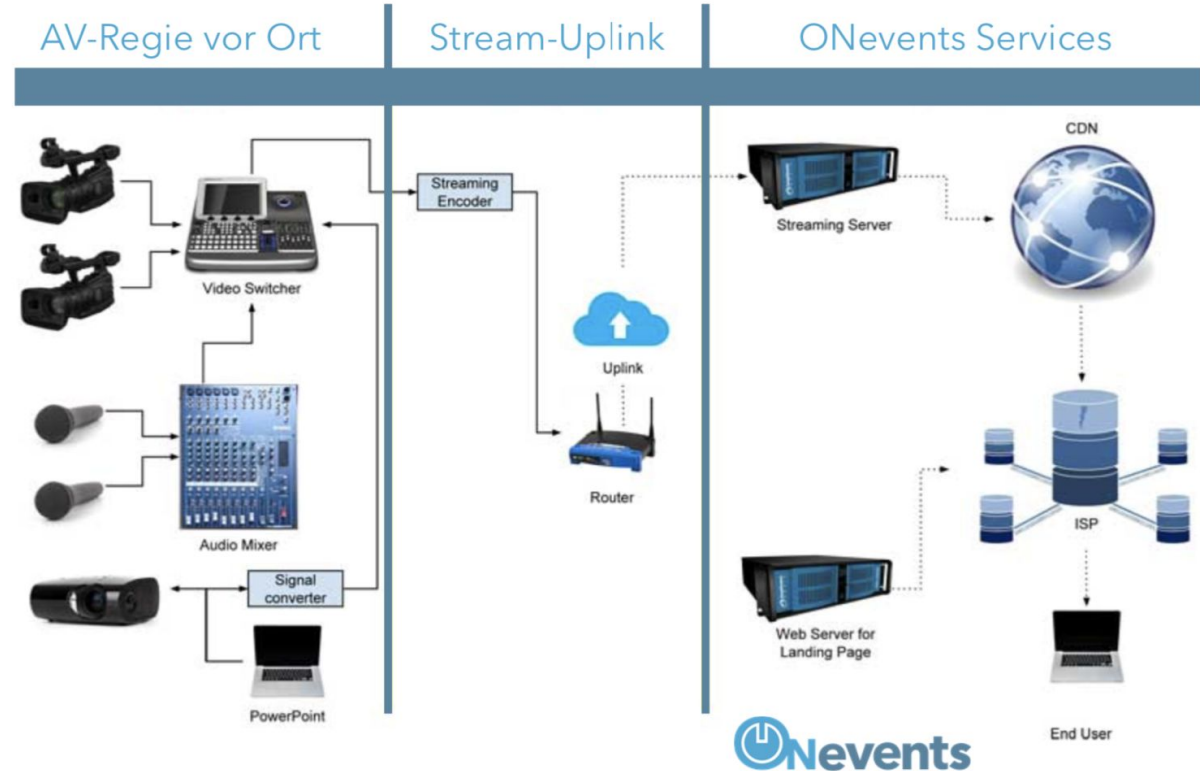 AV-Regie vor Ort
Stream-Uplink
ONevents Services
Video Switcher
Audio Mixer
Signal
converter
PowerPoint
Streaming
Encoder
Uplink
Router
Streaming Server
CDN
ISP
Web Server for
Landing Page
End User
ONevents